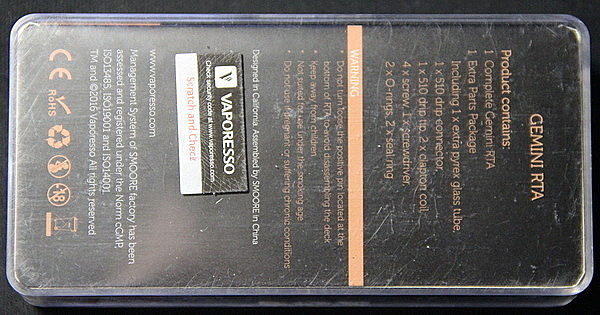 GEMINI RTA
Product contains:
1 Complete Gemini RTA
1 Extra Parts Package
Including 1 x extra pyrex glass tube,
1 x 510 drip connector,
1 x 510 drip tip, 2 x clapton coil
4 x screw, 1 x screwdriver,
2 x O-rings, 2 x seal ring
WARNING
• Do not turn loose the positive pin located at the
bottom of RTA to avoid disassembling the deck
• Keep away from children
• Not suited for use under the smoking age
• Do not use if pregnant or suffering chronic conditions
Designed in California. Assembled by SMOORE in China
VAPORESSO
Check security code at www.vaporesso.com
Scratch and Check
www.vaporesso.com
Management System of SMOORE factory has been
assessed and registered under the Norm cGMP,
ISO13485, ISO9001 and ISO14001.
TM and ©2016 Vaporesso All rights reserved
CE RoHS -18